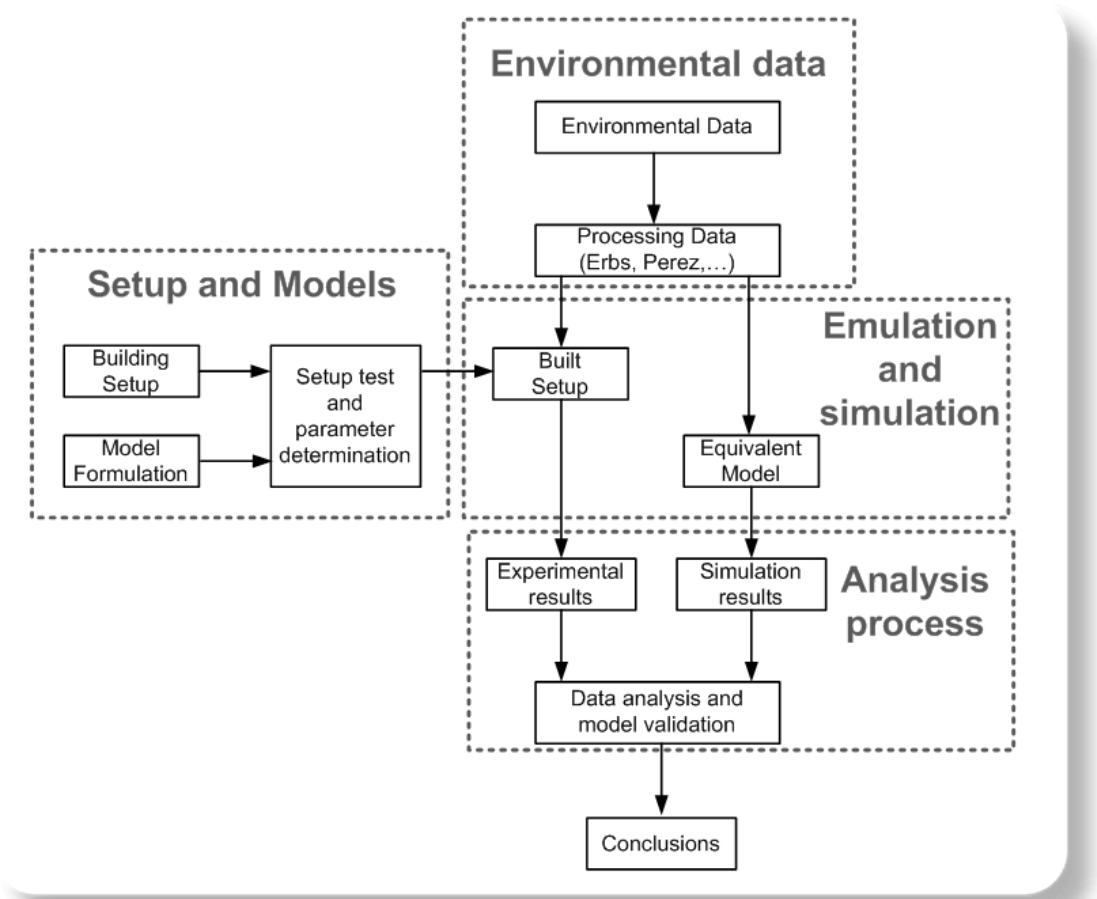 Environmental data
Environmental Data
Processing Data
(Erbs, Perez,…)
Setup and Models
Building
Setup
Model
Formulation
Setup test
and
parameter
determination
Emulation
and
simulation
Built
Setup
Equivalent
Model
Analysis
process
Experimental
results
Simulation
results
Data analysis and
model validation
Conclusions